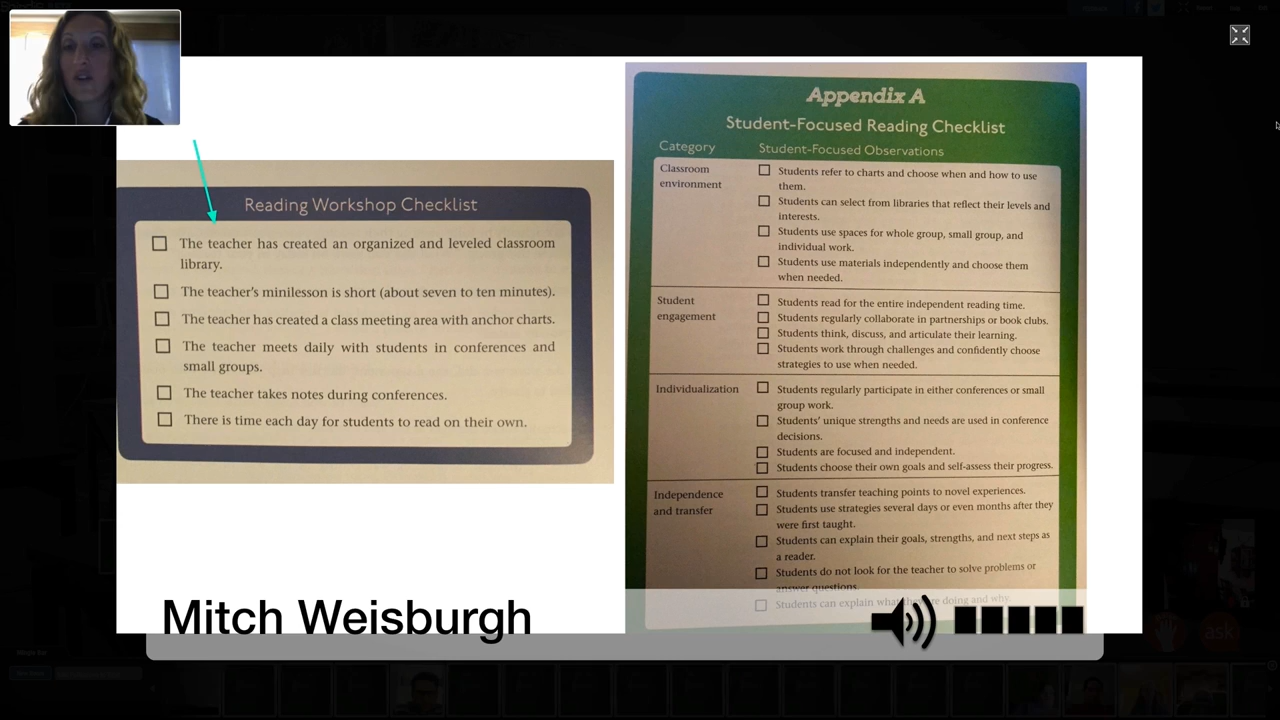 Reading Workshop Checklist
The teacher has created an organized and leveled classroom
library.
The teacher's minilesson is short (about seven to ten minutes).
The teacher has created a class meeting area with anchor charts.
The teacher meets daily with students in conferences and
small groups.
The teacher takes notes during conferences.
There is time each day for students to read on their own.
Appendix A
Student-Focused Reading Checklist
Category Student-Focused Observations
Classroom
environment
Students refer to charts and choose when and how to use
them.
Students can select from libraries that reflect their levels and
interests.
Students use spaces for whole group, small group, and
individual work.
Students use materials independently and choose them
when needed.
Student
engagement
Students read for the entire independent reading time.
Students regularly collaborate in partnerships or book clubs.
Students think, discuss, and articulate their learning.
Students work through challenges and confidently choose
strategies to use when needed.
Individualization
Students regularly participate in either conferences or small
group work.
Students' unique strengths and needs are used in conference
decisions.
Students are focused and independent.
Students choose their own goals and self-assess their progress.
Independence
and transfer
Students transfer teaching points to novel experiences.
Students use strategies several days or even months after they
were first taught.
Students can explain their goals, strengths, and next steps as
a reader.
Students do not look for the teacher to solve problems or
answer questions.
Students can explain what they are doing and why.
Mitch Weisburgh
ask